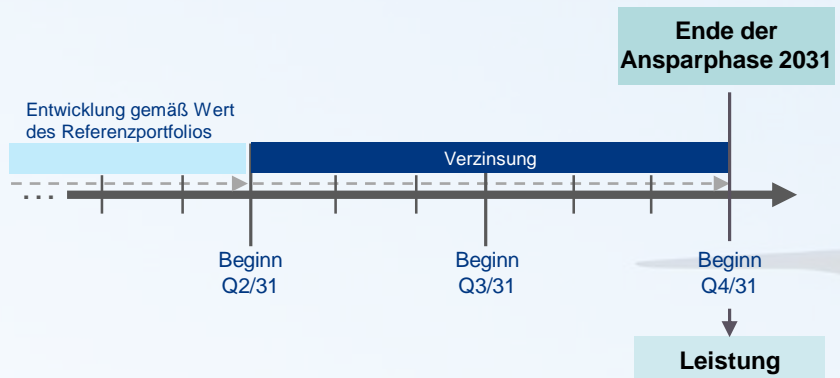 Ende der
Ansparphase 2031
Entwicklung gemäß Wert
des Referenzportfolios
Verzinsung
...
Beginn
Q2/31
Beginn
Q3/31
Beginn
Q4/31
Leistung